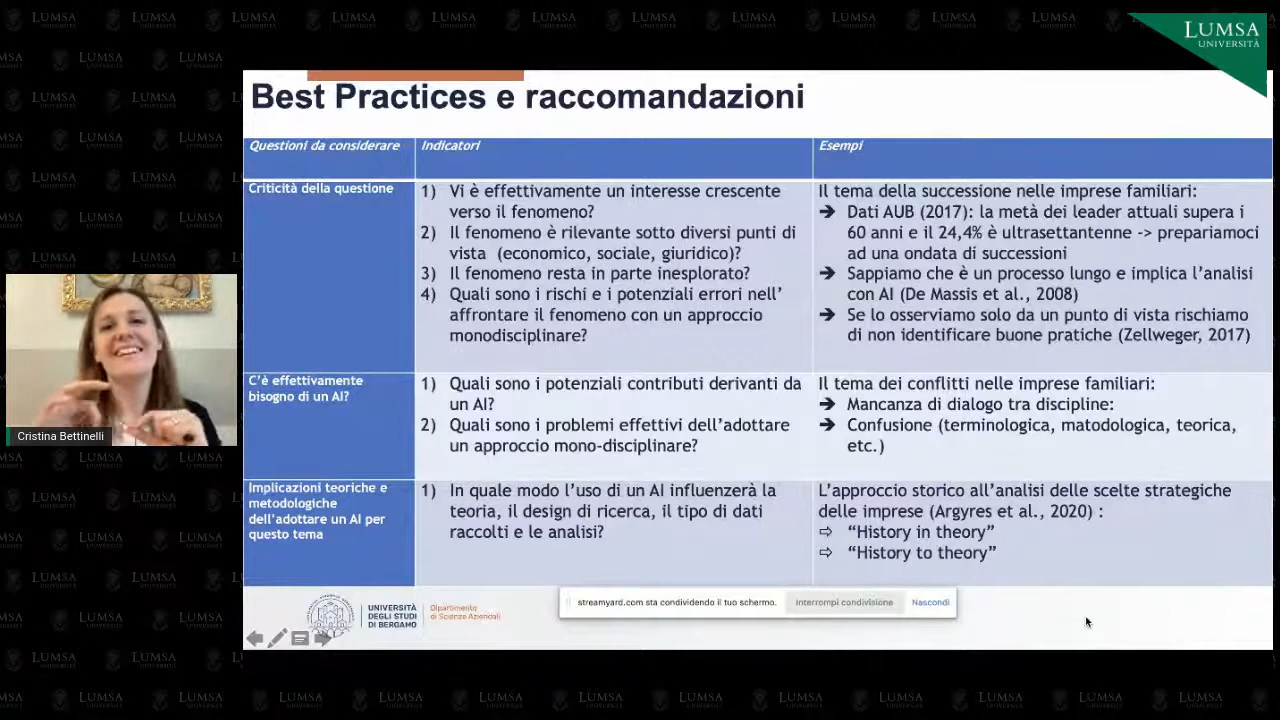 LUMSA
UNIVERSITÀ
Best Practices e raccomandazioni
Questioni da considerare
Indicatori
Esempi
Criticità della questione
1) Vi è effettivamente un interesse crescente
verso il fenomeno?
2) Il fenomeno è rilevante sotto diversi punti di
vista (economico, sociale, giuridico)?
3) Il fenomeno resta in parte inesplorato?
4) Quali sono i rischi e i potenziali errori nell'
affrontare il fenomeno con un approccio
monodisciplinare?
Il tema della successione nelle imprese familiari:
➔ Dati AUB (2017): la metà dei leader attuali supera i
60 anni e il 24,4% è ultrasettantenne -> prepariamoci
ad una ondata di successioni
➔ Sappiamo che è un processo lungo e implica l'analisi
con AI (De Massis et al., 2008)
➔ Se lo osserviamo solo da un punto di vista rischiamo
di non identificare buone pratiche (Zellweger, 2017)
C'è effettivamente
bisogno di un AI?
1) Quali sono i potenziali contributi derivanti da
un AI?
2) Quali sono i problemi effettivi dell'adottare
un approccio mono-disciplinare?
Il tema dei conflitti nelle imprese familiari:
➔ Mancanza di dialogo tra discipline:
➔ Confusione (terminologica, matodologica, teorica,
etc.)
Implicazioni teoriche e
metodologiche
dell'adottare un AI per
questo tema
1) In quale modo l'uso di un AI influenzerà la
teoria, il design di ricerca, il tipo di dati
raccolti e le analisi?
L'approccio storico all'analisi delle scelte strategiche
delle imprese (Argyres et al., 2020) :
⇨ "History in theory"
⇨ "History to theory"
Cristina Bettinelli
UNIVERSITÀ
DEGLI STUDI
DI BERGAMO
Dipartimento
di Scienze Aziendali
streamyard.com sta condividendo il tuo schermo.
Interrompi condivisione
Nascondi